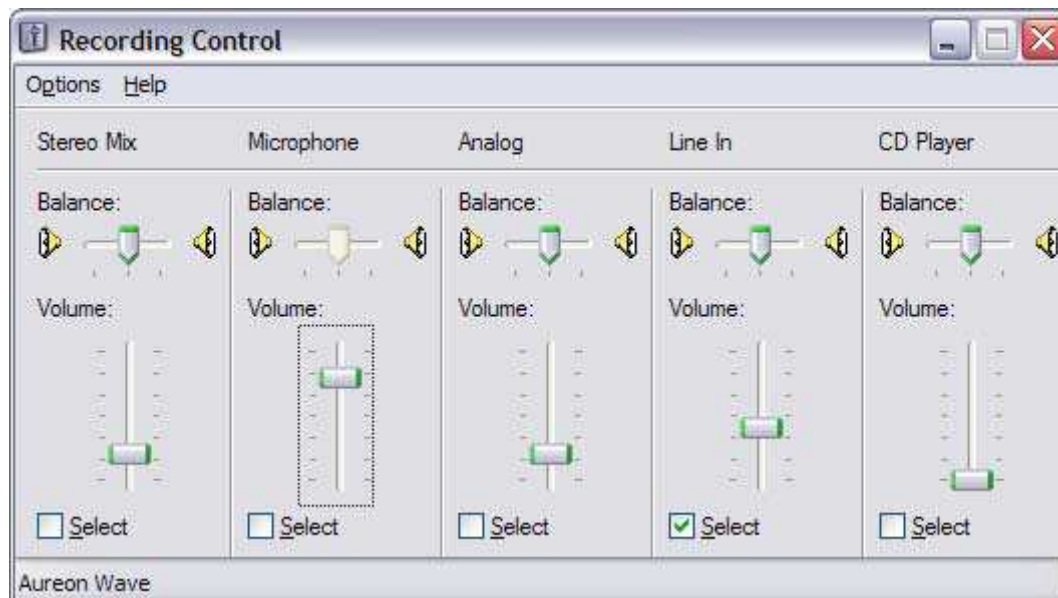 Recording Control
Options Help
Stereo Mix Microphone Analog Line In CD Player
Balance: Balance: Balance: Balance: Balance:
Volume: Volume: Volume: Volume: Volume:
Select Select Select Select Select
Aureon Wave